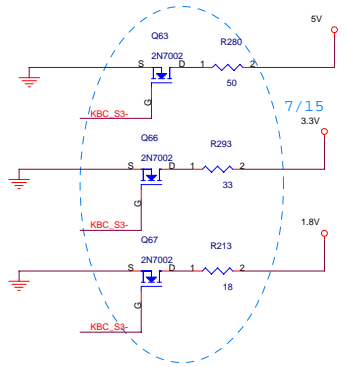 Q63
R280
5V
2N7002
S
D
1
2
50
G
KBC_S3-
7/15
3.3V
Q66
R293
2N7002
S
D
1
2
33
G
KBC_S3-
1.8V
Q67
R213
2N7002
S
D
1
2
18
G
KBC_S3-